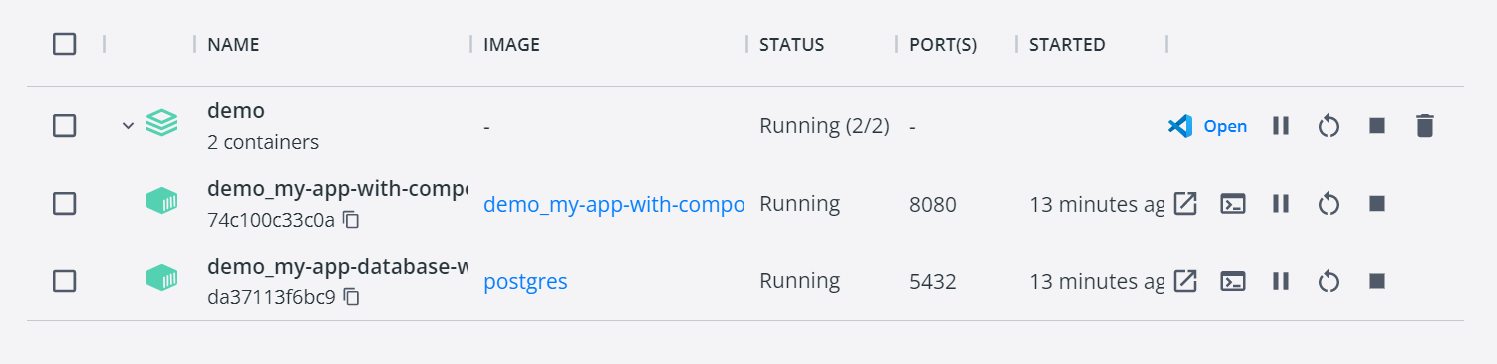 NAME IMAGE STATUS PORT(S) STARTED
demo
2 containers
- Running (2/2) - Open
demo_my-app-with-comp
74c100c33c0a
demo_my-app-with-compo Running 8080 13 minutes ag
demo_my-app-database-w
da37113f6bc9
postgres Running 5432 13 minutes ag